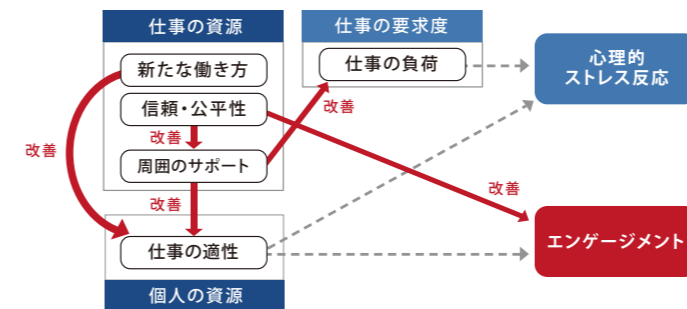 仕事の資源
新たな働き方
信頼・公平性
改善
周囲のサポート
改善
改善
仕事の適性
個人の資源
仕事の要求度
仕事の負荷
改善
改善
心理的
ストレス反応
エンゲージメント